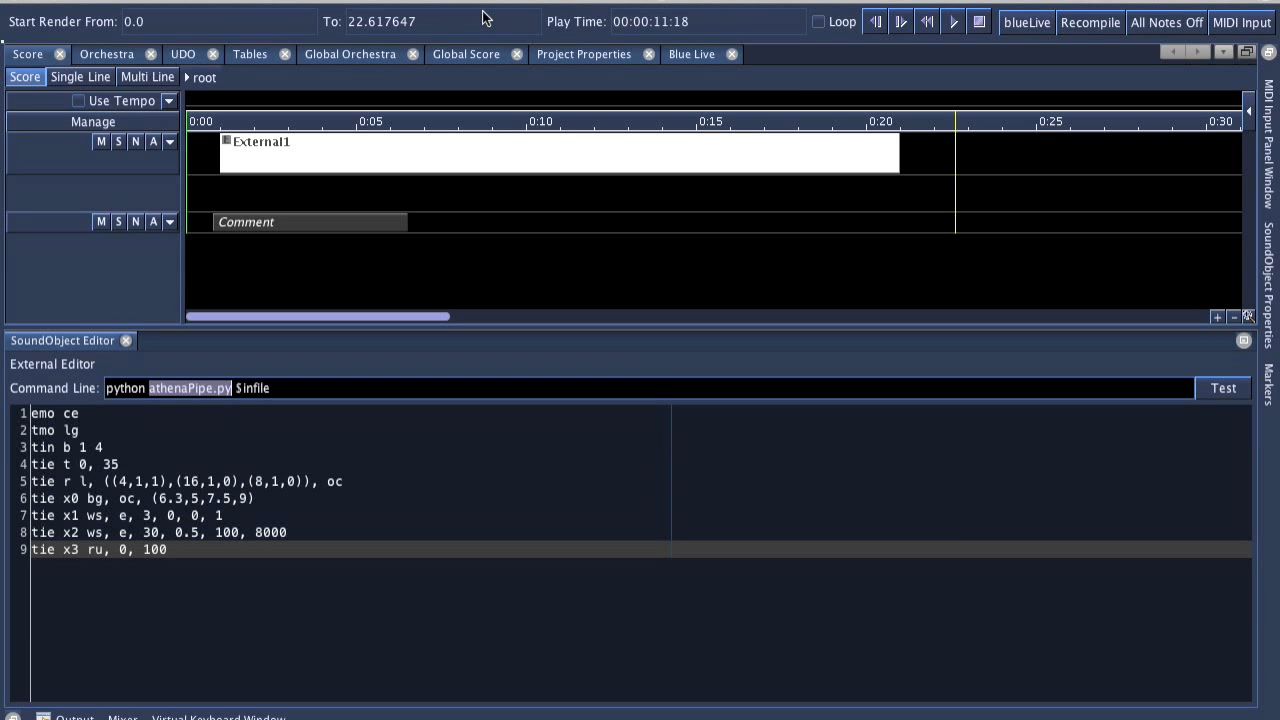 Start Render From: 0.0 To: 22.617647 Play Time: 00:00:11:18 Loop blueLive Recompile All Notes Off MIDI Input
Score Orchestra UDO Tables Global Orchestra Global Score Project Properties Blue Live
Score Single Line Multi Line root
Use Tempo
Manage 0:00 0:05 0:10 0:15 0:20 0:25 0:30
M S N A External1
M S N A Comment
SoundObject Editor
External Editor
Command Line: python athenaPipe.py $infile Test
1 emo ce
2 tmo lg
3 tin b 1 4
4 tie t 0, 35
5 tie r l, ((4,1,1),(16,1,0),(8,1,0)), oc
6 tie x0 bg, oc, (6.3,5,7.5,9)
7 tie x1 ws, e, 3, 0, 0, 1
8 tie x2 ws, e, 30, 0.5, 100, 8000
9 tie x3 ru, 0, 100
Output Mixer Virtual Keyboard Window
MIDI Input Panel Window
SoundObject Properties
Markers